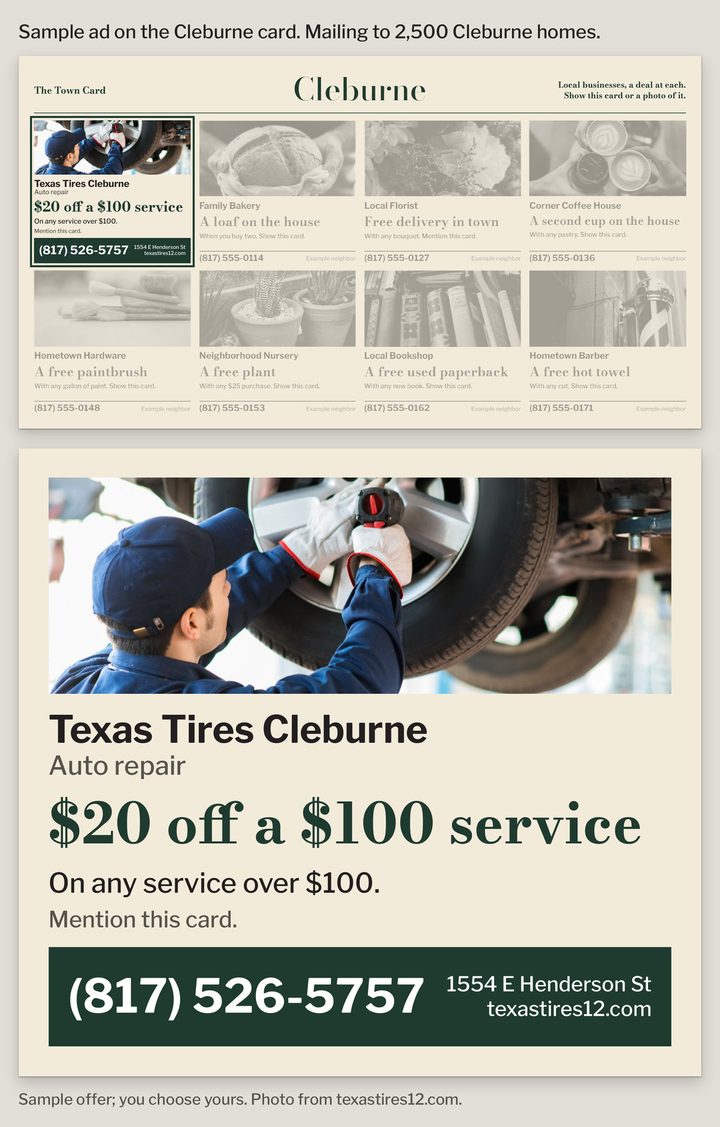 Sample ad on the Cleburne card. Mailing to 2,500 Cleburne homes.
The Town Card
Cleburne
Local businesses, a deal at each.
Show this card or a photo of it.
Texas Tires Cleburne
Auto repair
$20 off a $100 service
On any service over $100.
Mention this card.
(817) 526-5757
1554 E Henderson St
texastires12.com
Family Bakery
A loaf on the house
When you buy two. Show this card.
(817) 555-0114
Example neighbor
Local Florist
Free delivery in town
With any bouquet. Mention this card.
(817) 555-0127
Example neighbor
Corner Coffee House
A second cup on the house
With any pastry. Show this card.
(817) 555-0136
Example neighbor
Hometown Hardware
A free paintbrush
With any gallon of paint. Show this card.
(817) 555-0148
Example neighbor
Neighborhood Nursery
A free plant
With any $25 purchase. Show this card.
(817) 555-0153
Example neighbor
Local Bookshop
A free used paperback
With any new book. Show this card.
(817) 555-0162
Example neighbor
Hometown Barber
A free hot towel
With any cut. Show this card.
(817) 555-0171
Example neighbor
Texas Tires Cleburne
Auto repair
$20 off a $100 service
On any service over $100.
Mention this card.
(817) 526-5757
1554 E Henderson St
texastires12.com
Sample offer; you choose yours. Photo from texastires12.com.